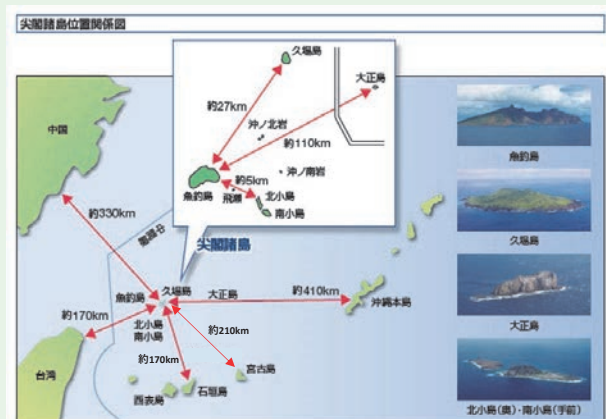 尖閣諸島位置関係図
久場島
大正島
約27km
沖ノ北岩
約110km
沖ノ南岩
約5km
魚釣島
飛瀬
北小島
南小島
中国
約330km
尖閣諸島
久場島
魚釣島
大正島
約410km
沖縄本島
北小島
南小島
約170km
約210km
約170km
宮古島
石垣島
西表島
台湾
魚釣島
久場島
大正島
北小島(奥)・南小島(手前)